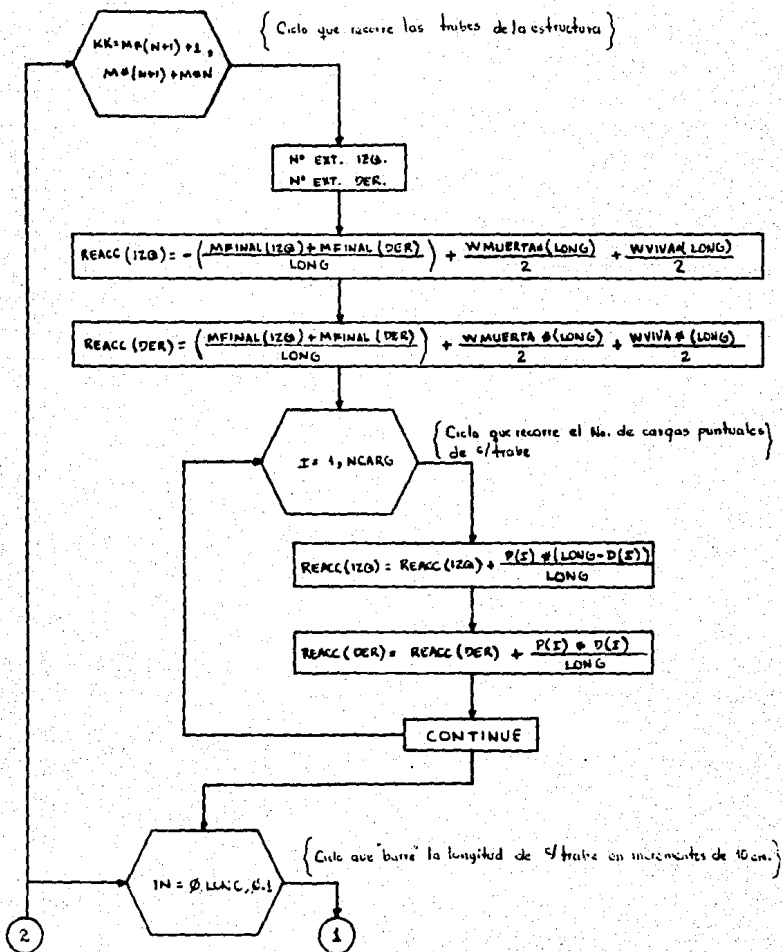 KK=M*(N+1)+1,
M*(N+1)+M*N
{Ciclo que recorre las trabes de la estructura}
Nº EXT. IZQ.
Nº EXT. DER.
REACC(IZQ) = -(MFINAL(IZQ)+MFINAL(DER) / LONG) + WMUERTA*(LONG) / 2 + WVIVA*(LONG) / 2
REACC(DER) = (MFINAL(IZQ)+MFINAL(DER) / LONG) + WMUERTA*(LONG) / 2 + WVIVA*(LONG) / 2
I= 1, NCARG
{Ciclo que recorre el No. de cargas puntuales
de c/trabe}
REACC(IZQ) = REACC(IZQ) + P(I)*(LONG-D(I)) / LONG
REACC(DER) = REACC(DER) + P(I)*D(I) / LONG
CONTINUE
IN = Ø, LONG, Ø.1
{Ciclo que "barre" la longitud de c/trabe en incrementos de 10 cm.}
2
1